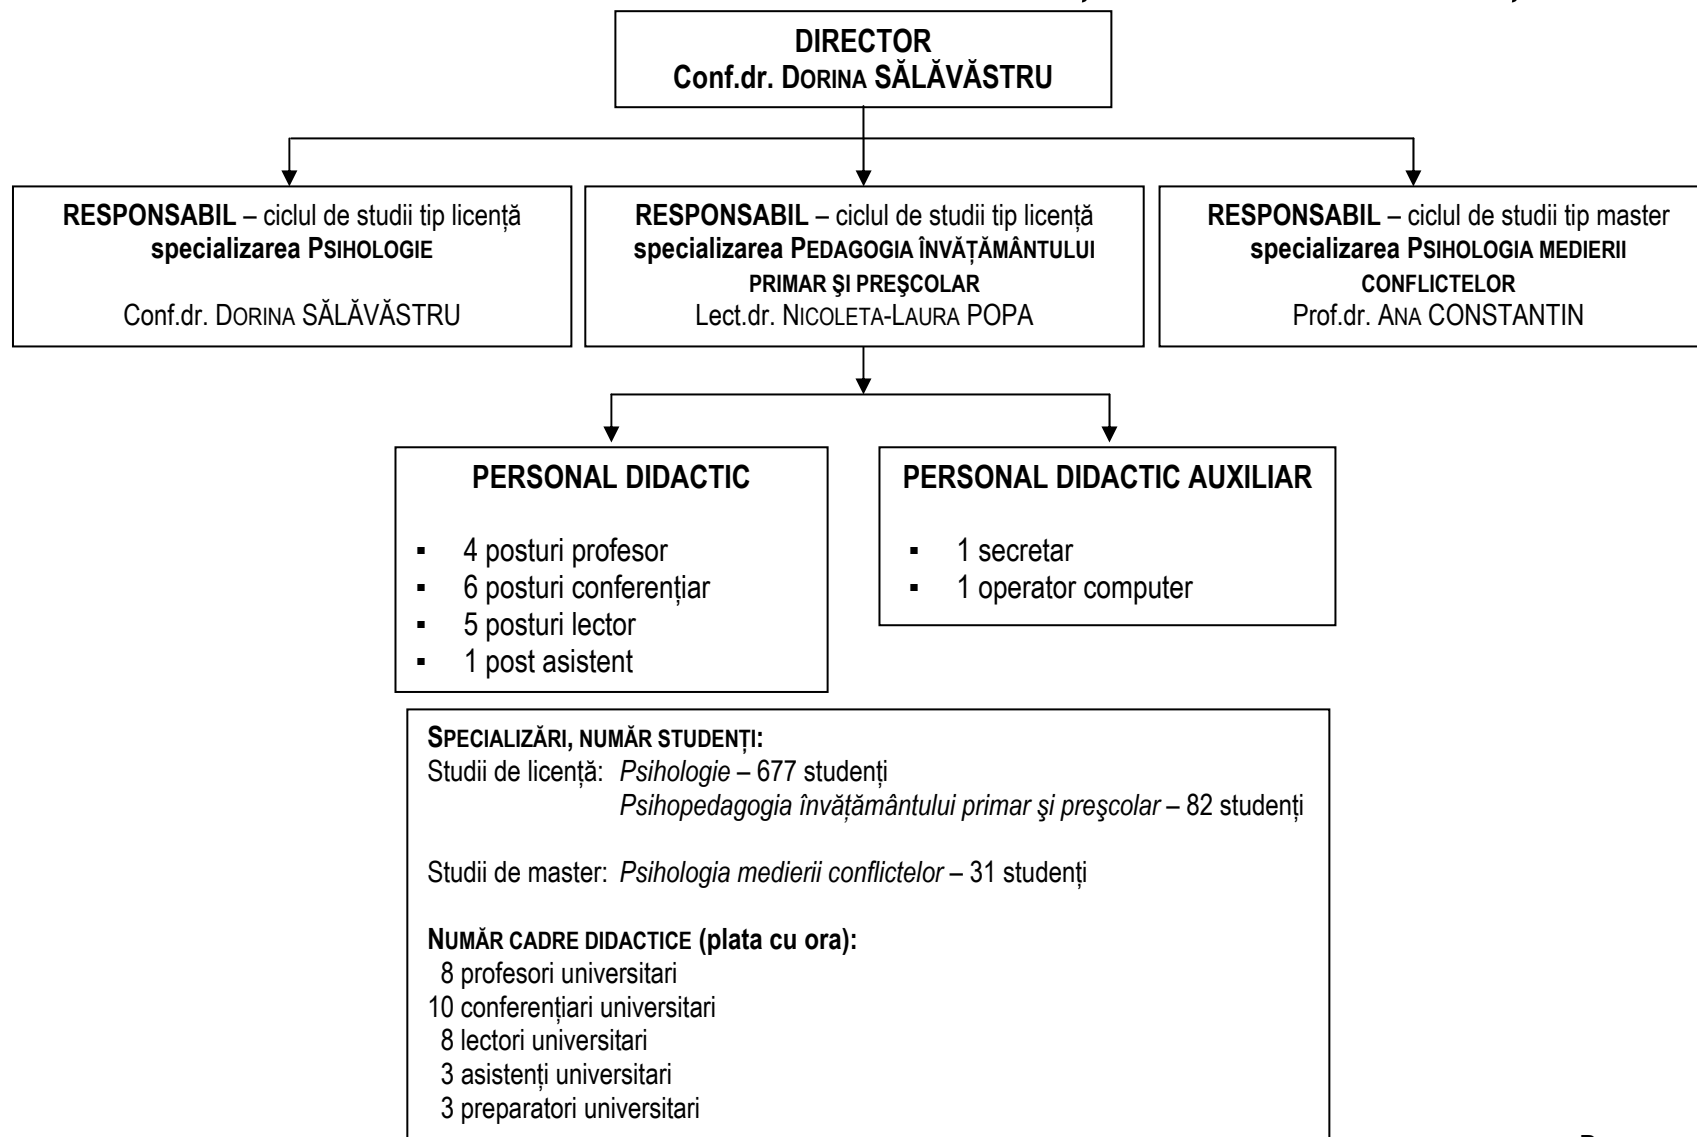 DIRECTOR
Conf.dr. DORINA SĂLĂVĂSTRU
RESPONSABIL – ciclul de studii tip licență
specializarea PSIHOLOGIE
Conf.dr. DORINA SĂLĂVĂSTRU
RESPONSABIL – ciclul de studii tip licență
specializarea PEDAGOGIA ÎNVĂȚĂMÂNTULUI
PRIMAR ŞI PREŞCOLAR
Lect.dr. NICOLETA-LAURA POPA
RESPONSABIL – ciclul de studii tip master
specializarea PSIHOLOGIA MEDIERII
CONFLICTELOR
Prof.dr. ANA CONSTANTIN
PERSONAL DIDACTIC
▪ 4 posturi profesor
▪ 6 posturi conferențiar
▪ 5 posturi lector
▪ 1 post asistent
PERSONAL DIDACTIC AUXILIAR
▪ 1 secretar
▪ 1 operator computer
SPECIALIZĂRI, NUMĂR STUDENȚI:
Studii de licență: Psihologie – 677 studenți
Psihopedagogia învățământului primar şi preşcolar – 82 studenți
Studii de master: Psihologia medierii conflictelor – 31 studenți
NUMĂR CADRE DIDACTICE (plata cu ora):
8 profesori universitari
10 conferențiari universitari
8 lectori universitari
3 asistenți universitari
3 preparatori universitari